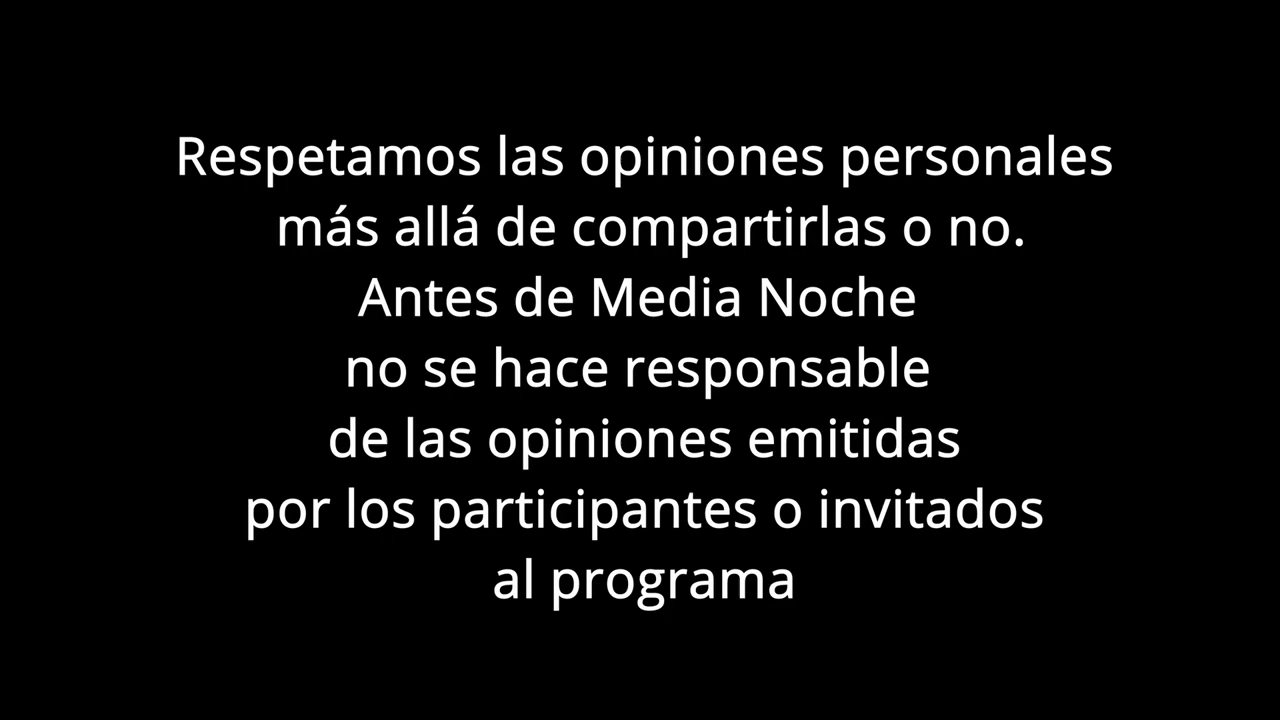 Respetamos las opiniones personales
más allá de compartirlas o no.
Antes de Media Noche
no se hace responsable
de las opiniones emitidas
por los participantes o invitados
al programa